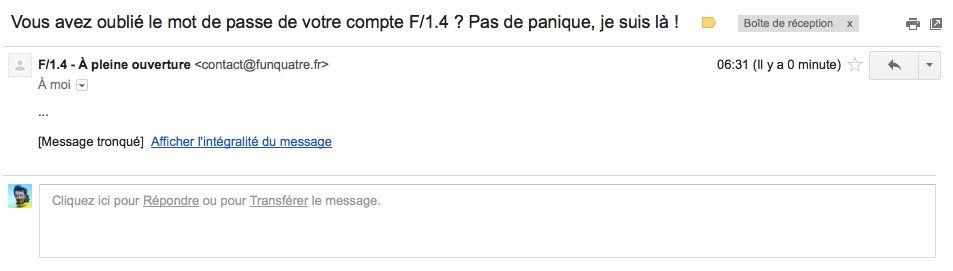 Vous avez oublié le mot de passe de votre compte F/1.4 ? Pas de panique, je suis là ! Boîte de réception x
F/1.4 - À pleine ouverture <contact@funquatre.fr> 06:31 (Il y a 0 minute)
À moi
...
[Message tronqué] Afficher l'intégralité du message
Cliquez ici pour Répondre ou pour Transférer le message.